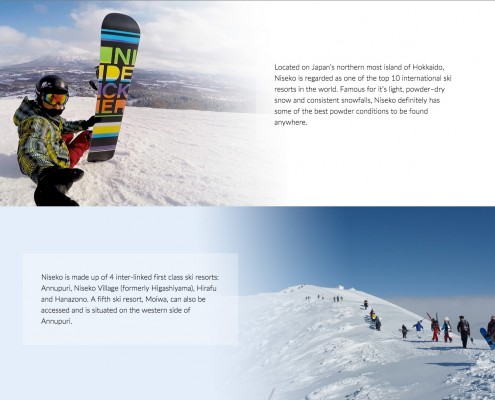 NI
DE
CK
ER
Located on Japan's northern most island of Hokkaido,
Niseko is regarded as one of the top 10 international ski
resorts in the world. Famous for it's light, powder-dry
snow and consistent snowfalls, Niseko definitely has
some of the best powder conditions to be found
anywhere.
Niseko is made up of 4 inter-linked first class ski resorts:
Annupuri, Niseko Village (formerly Higashiyama), Hirafu
and Hanazono. A fifth ski resort, Moiwa, can also be
accessed and is situated on the western side of
Annupuri.